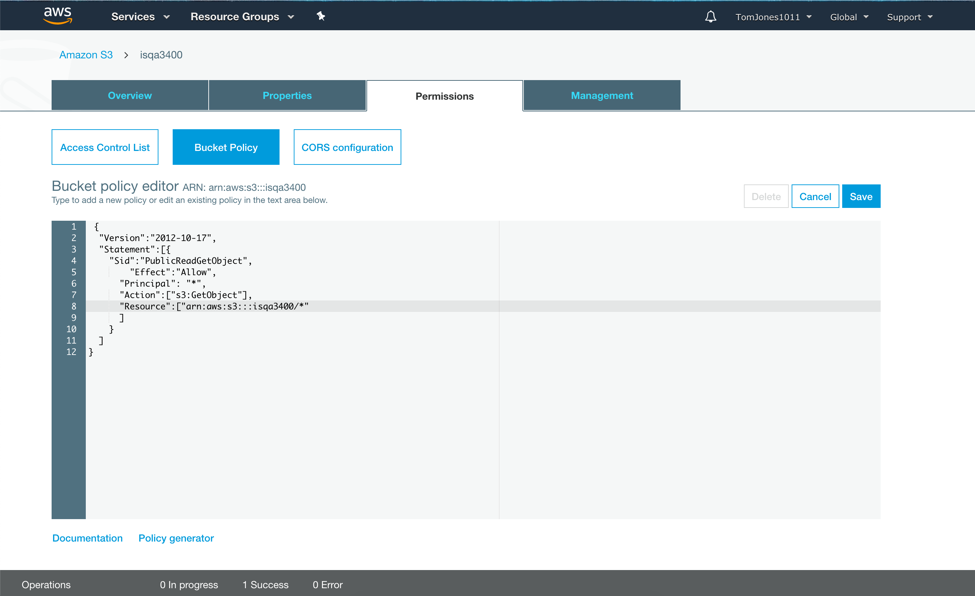 aws Services Resource Groups TomJones1011 Global Support
Amazon S3 > isqa3400
Overview Properties Permissions Management
Access Control List Bucket Policy CORS configuration
Bucket policy editor ARN: arn:aws:s3:::isqa3400
Type to add a new policy or edit an existing policy in the text area below.
Delete Cancel Save
1 {
2 "Version":"2012-10-17",
3 "Statement":[{
4 "Sid":"PublicReadGetObject",
5 "Effect":"Allow",
6 "Principal": "*",
7 "Action":["s3:GetObject"],
8 "Resource":["arn:aws:s3:::isqa3400/*"
9 ]
10 }
11 ]
12 }
Documentation Policy generator
Operations 0 In progress 1 Success 0 Error